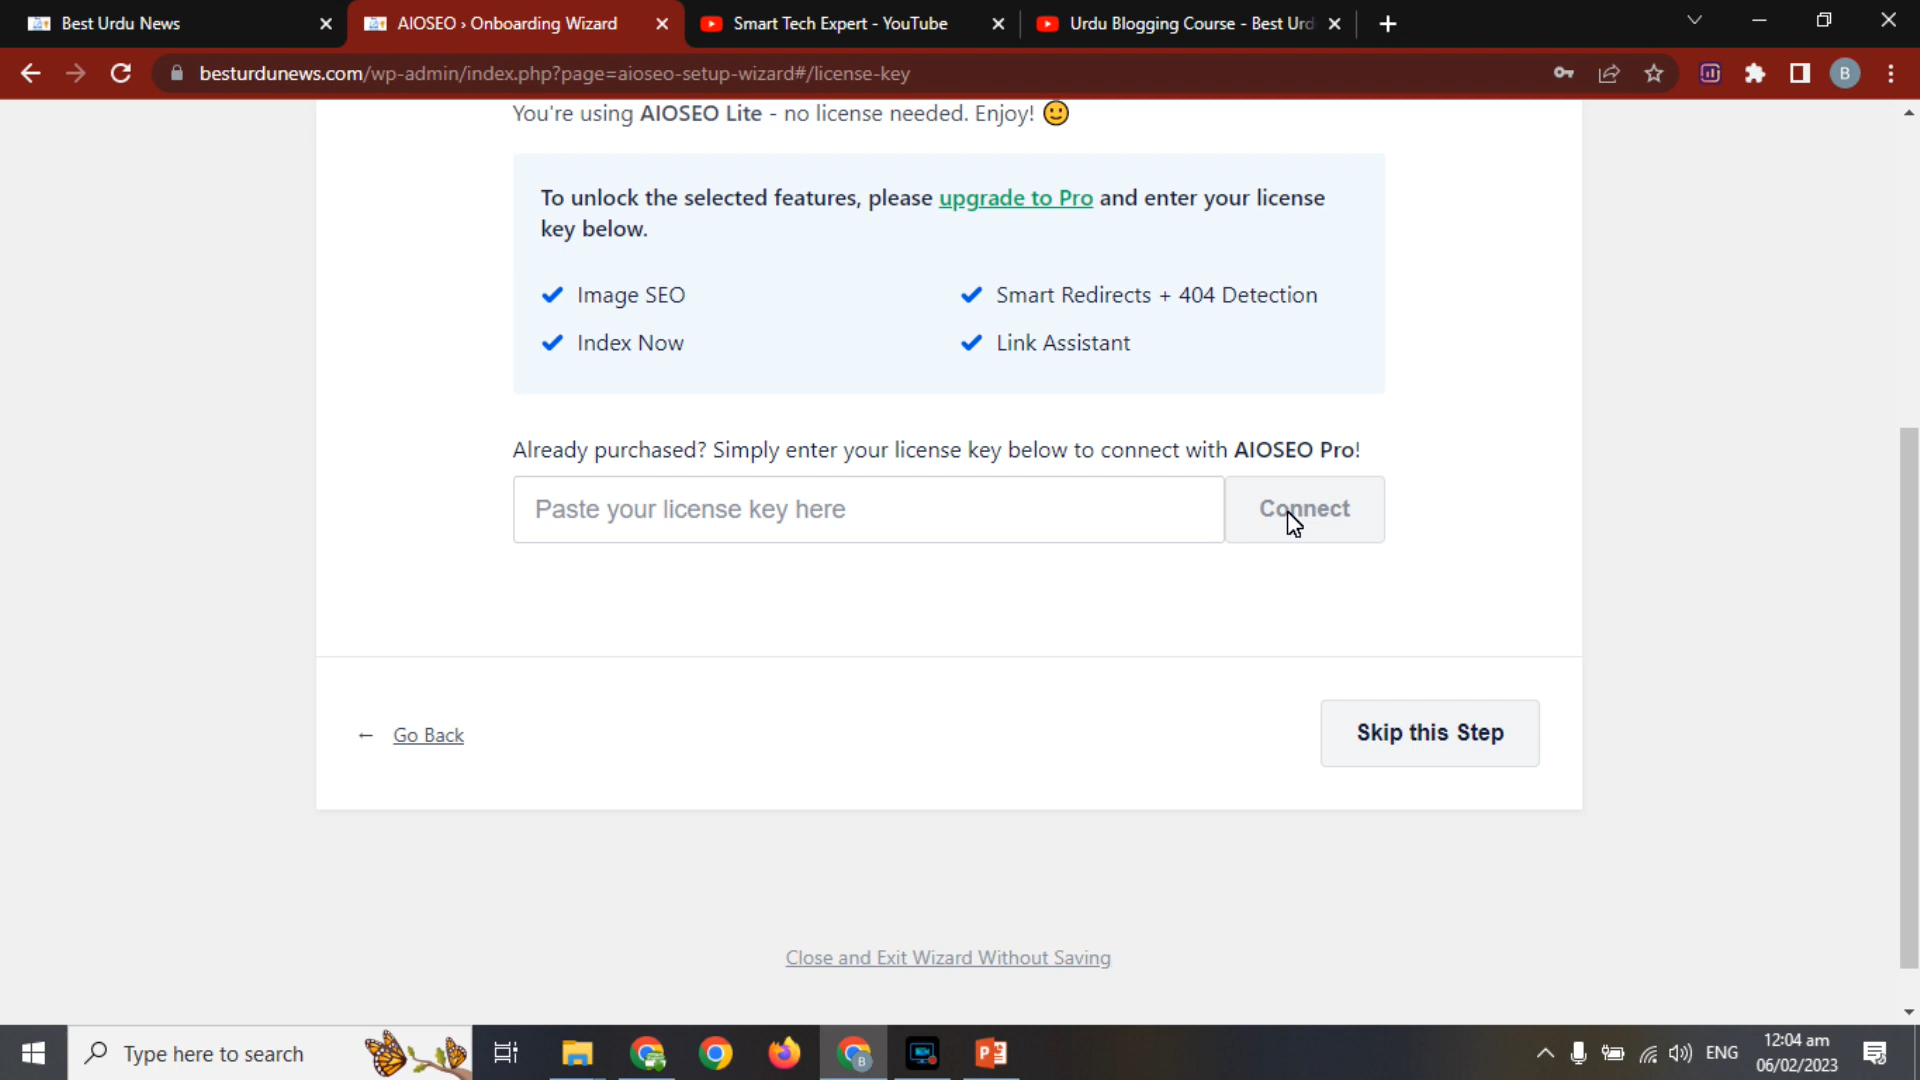 Best Urdu News
AIOSEO › Onboarding Wizard
Smart Tech Expert - YouTube
Urdu Blogging Course - Best Urd
besturdunews.com/wp-admin/index.php?page=aioseo-setup-wizard#/license-key
B
You're using AIOSEO Lite - no license needed. Enjoy!
To unlock the selected features, please upgrade to Pro and enter your license
key below.
Image SEO
Smart Redirects + 404 Detection
Index Now
Link Assistant
Already purchased? Simply enter your license key below to connect with AIOSEO Pro!
Paste your license key here
Connect
← Go Back
Skip this Step
Close and Exit Wizard Without Saving
Type here to search
B
P
ENG
12:04 am
06/02/2023